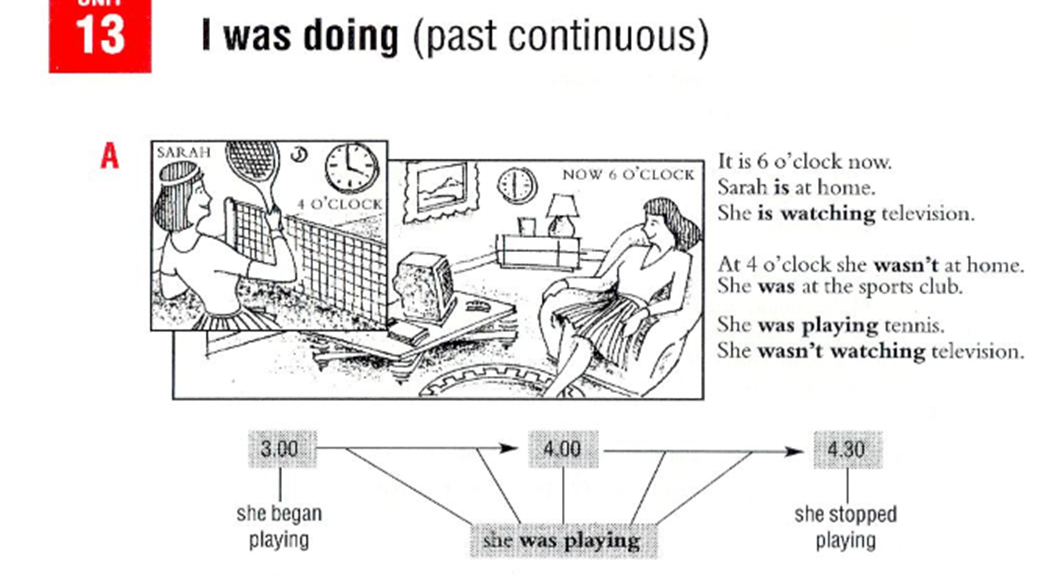 UNIT
13
I was doing (past continuous)
A
SARAH
4 O'CLOCK
NOW 6 O'CLOCK
It is 6 o'clock now.
Sarah is at home.
She is watching television.
At 4 o'clock she wasn't at home.
She was at the sports club.
She was playing tennis.
She wasn't watching television.
3.00
4.00
4.30
she began
playing
she was playing
she stopped
playing